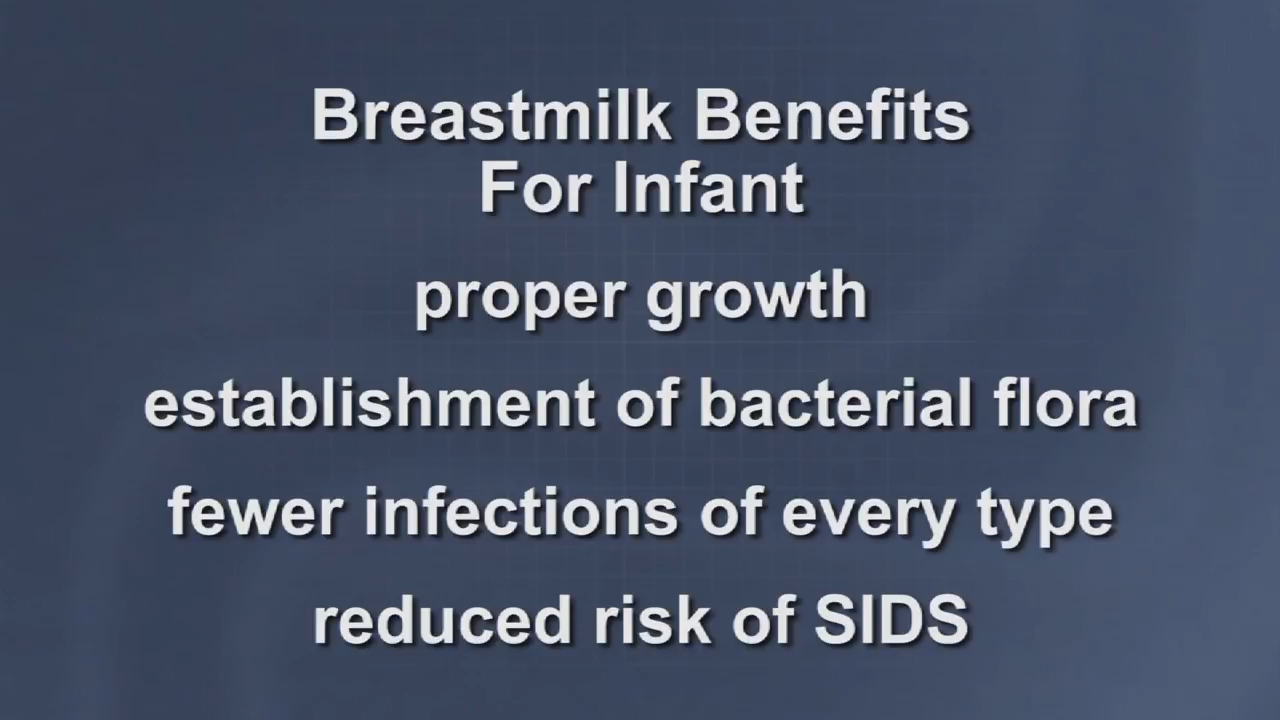 Breastmilk Benefits
For Infant
proper growth
establishment of bacterial flora
fewer infections of every type
reduced risk of SIDS